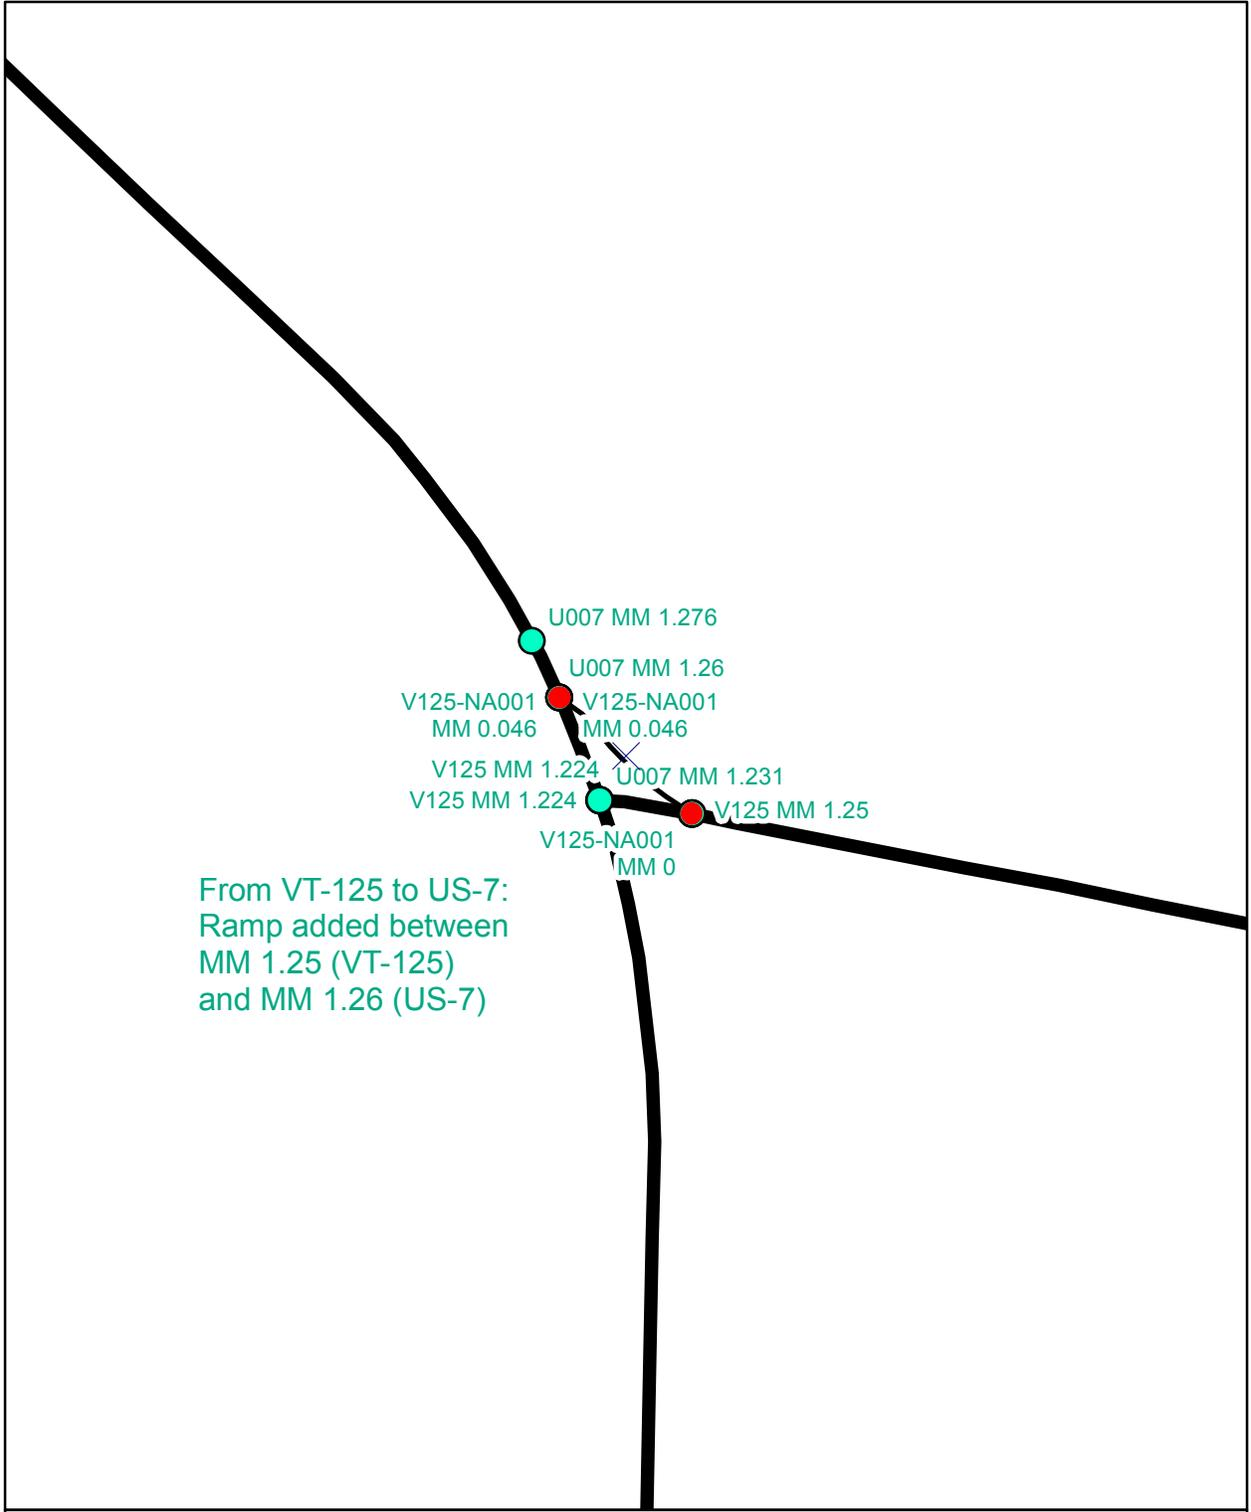 U007 MM 1.276
U007 MM 1.26
V125-NA001
MM 0.046
V125-NA001
MM 0.046
V125 MM 1.224
U007 MM 1.231
V125 MM 1.224
V125 MM 1.25
V125-NA001
MM 0
From VT-125 to US-7:
Ramp added between
MM 1.25 (VT-125)
and MM 1.26 (US-7)